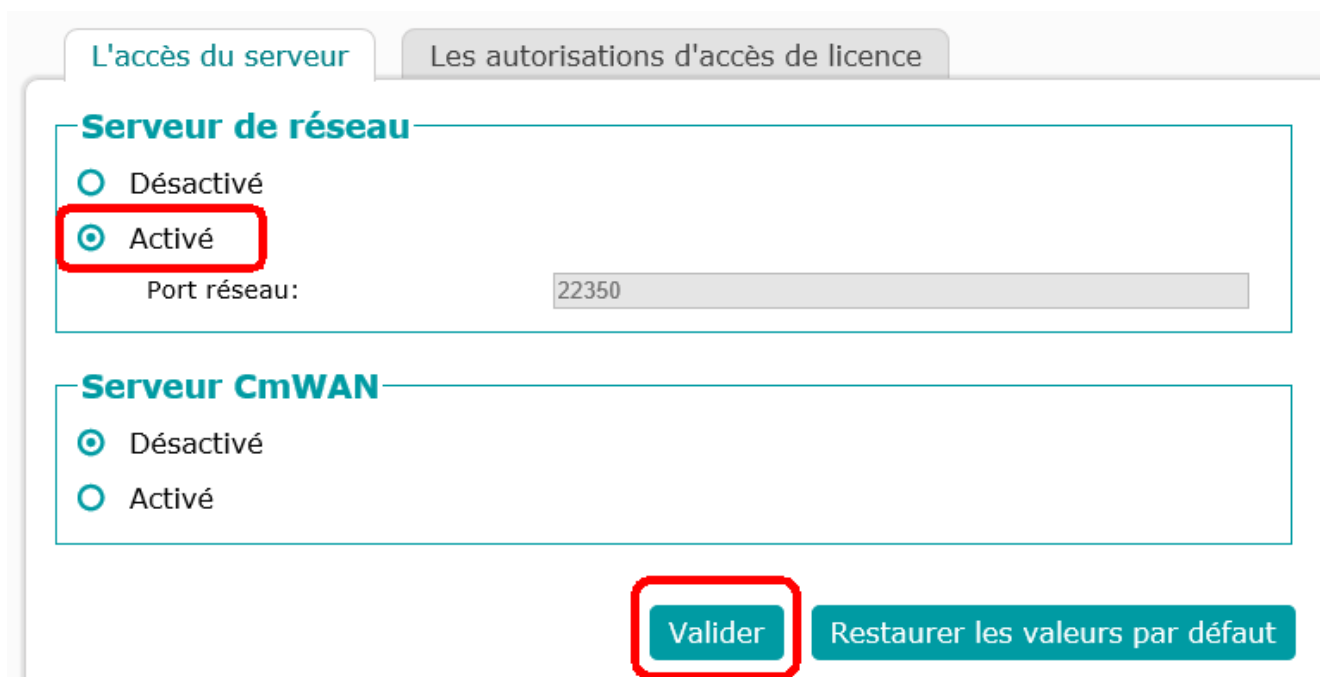 L'accès du serveur
Les autorisations d'accès de licence
Serveur de réseau
Désactivé
Activé
Port réseau:
22350
Serveur CmWAN
Désactivé
Activé
Valider
Restaurer les valeurs par défaut